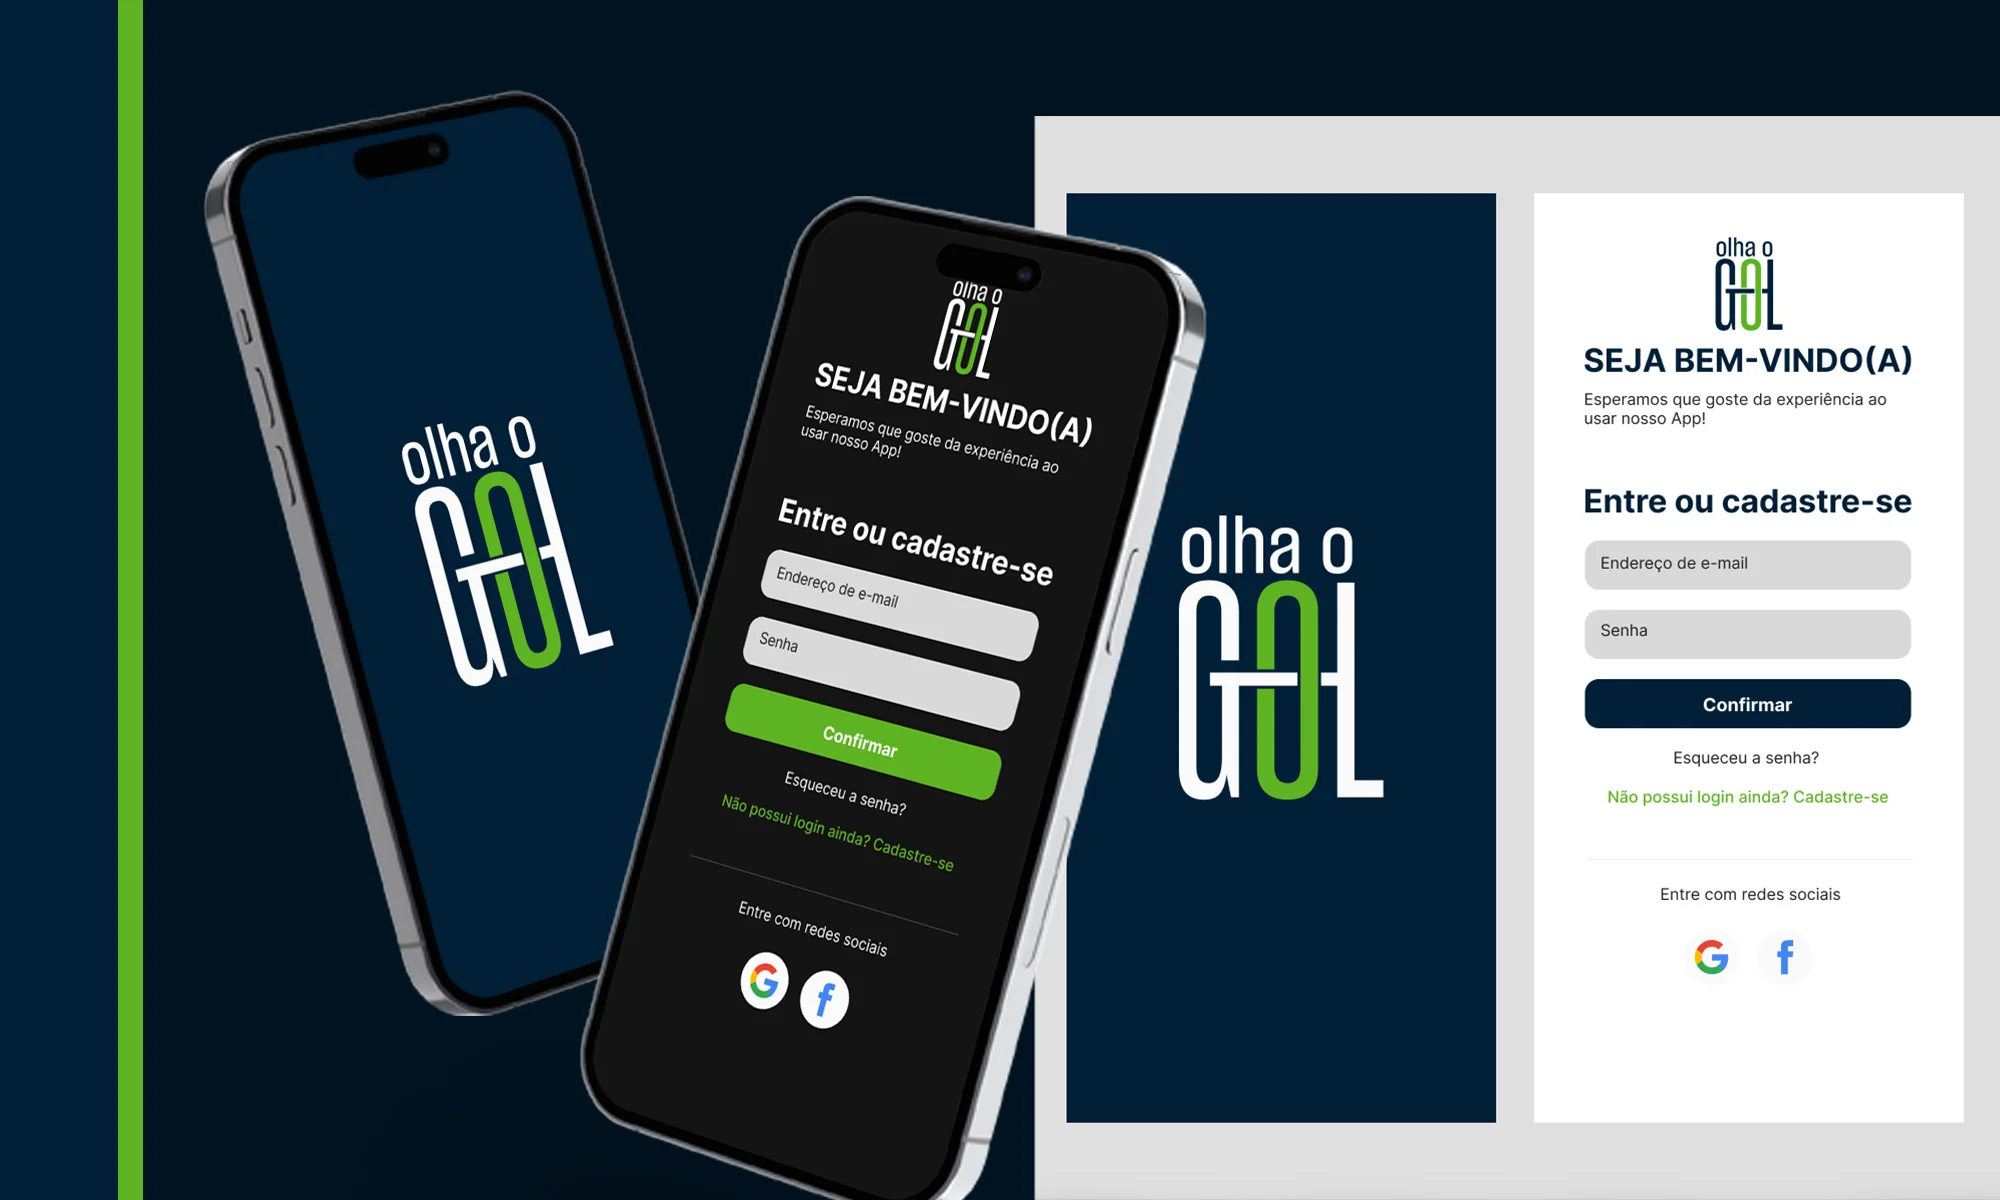 olha o
GOL
olha o
GOL
SEJA BEM-VINDO(A)
Esperamos que goste da experiência ao
usar nosso App!
Entre ou cadastre-se
Endereço de e-mail
Senha
Confirmar
Esqueceu a senha?
Não possui login ainda? Cadastre-se
Entre com redes sociais
G
f
olha o
GOL
olha o
GOL
SEJA BEM-VINDO(A)
Esperamos que goste da experiência ao
usar nosso App!
Entre ou cadastre-se
Endereço de e-mail
Senha
Confirmar
Esqueceu a senha?
Não possui login ainda? Cadastre-se
Entre com redes sociais
G
f